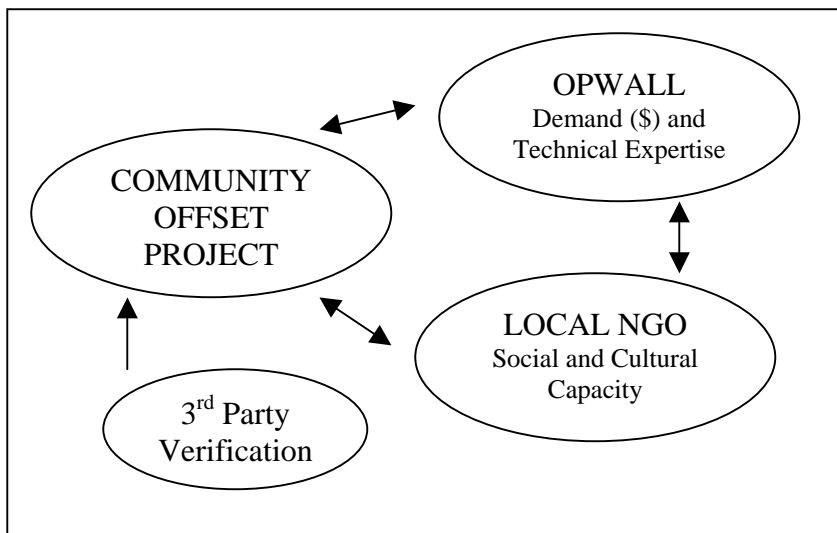 OPWALL
Demand ($) and
Technical Expertise
COMMUNITY
OFFSET
PROJECT
LOCAL NGO
Social and Cultural
Capacity
3rd Party
Verification